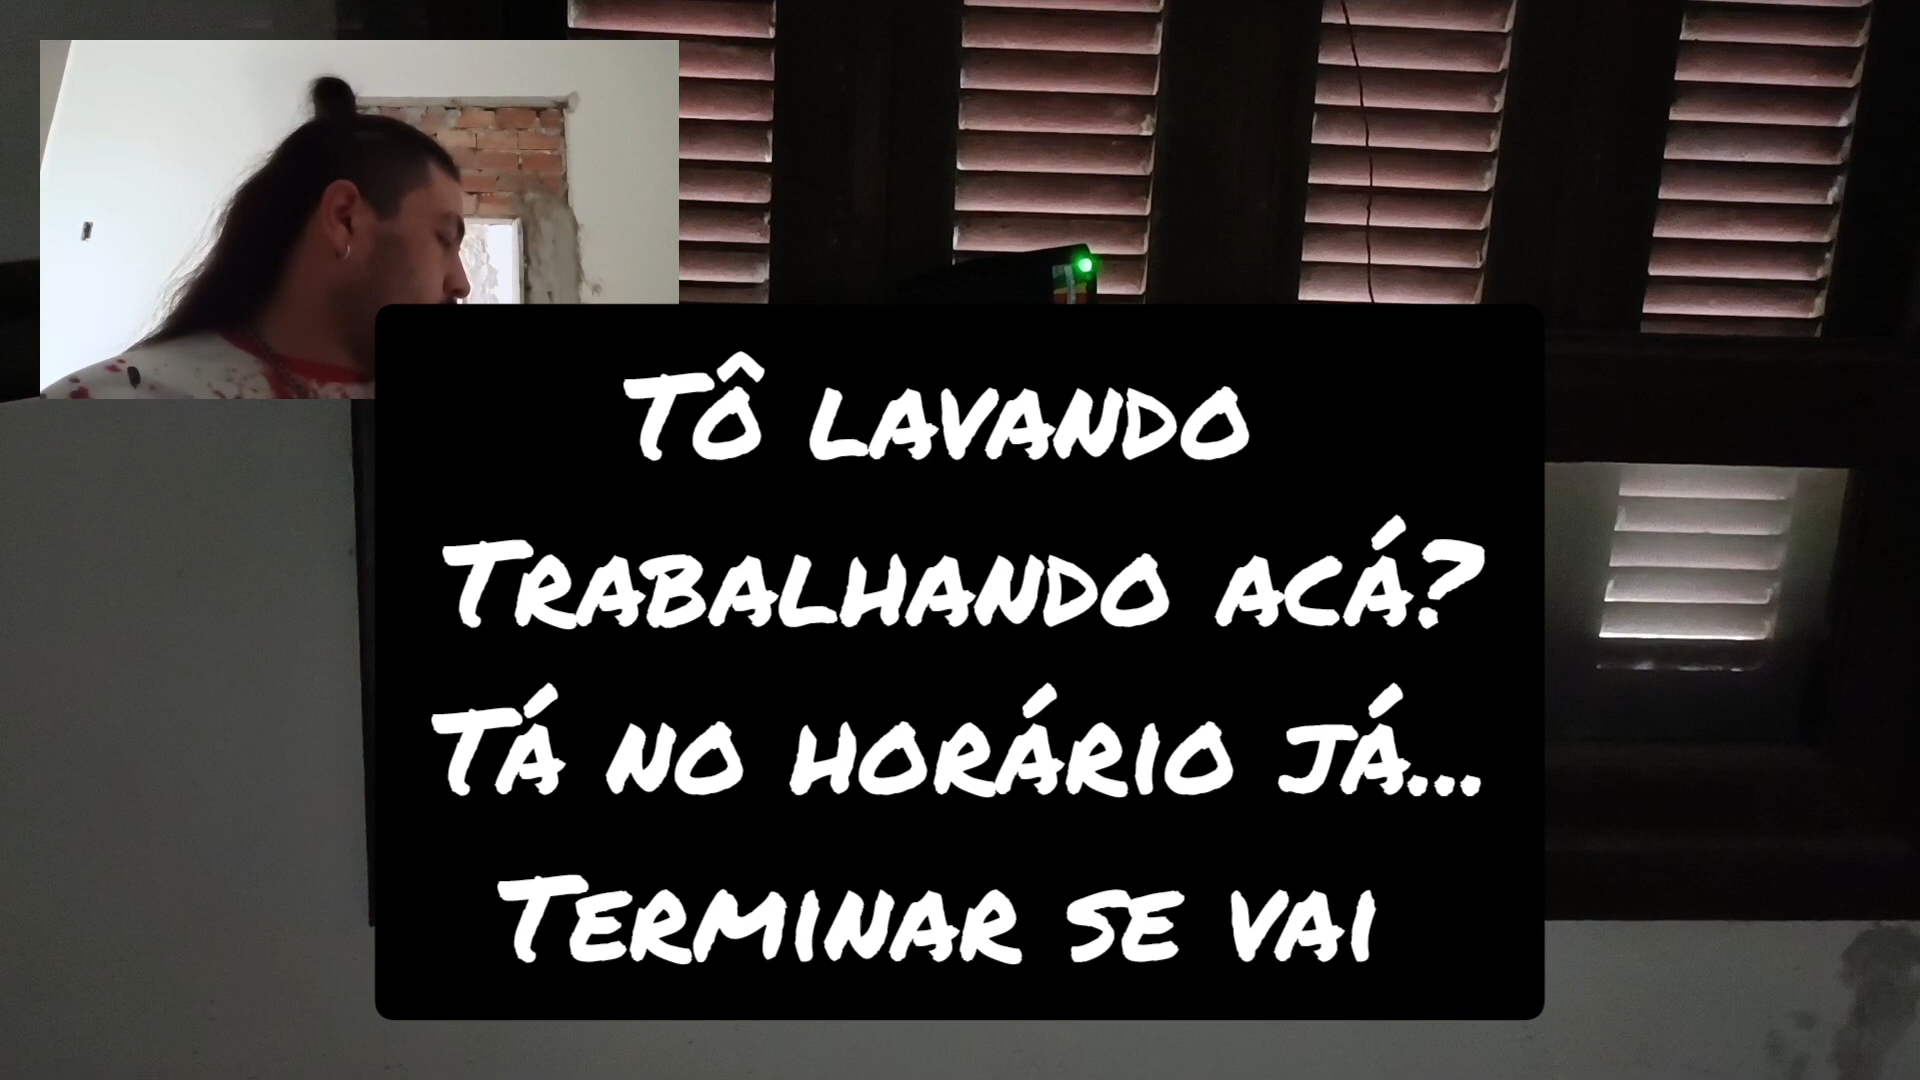 Tô lavando
Trabalhando acá?
Tá no horário já...
Terminar se vai